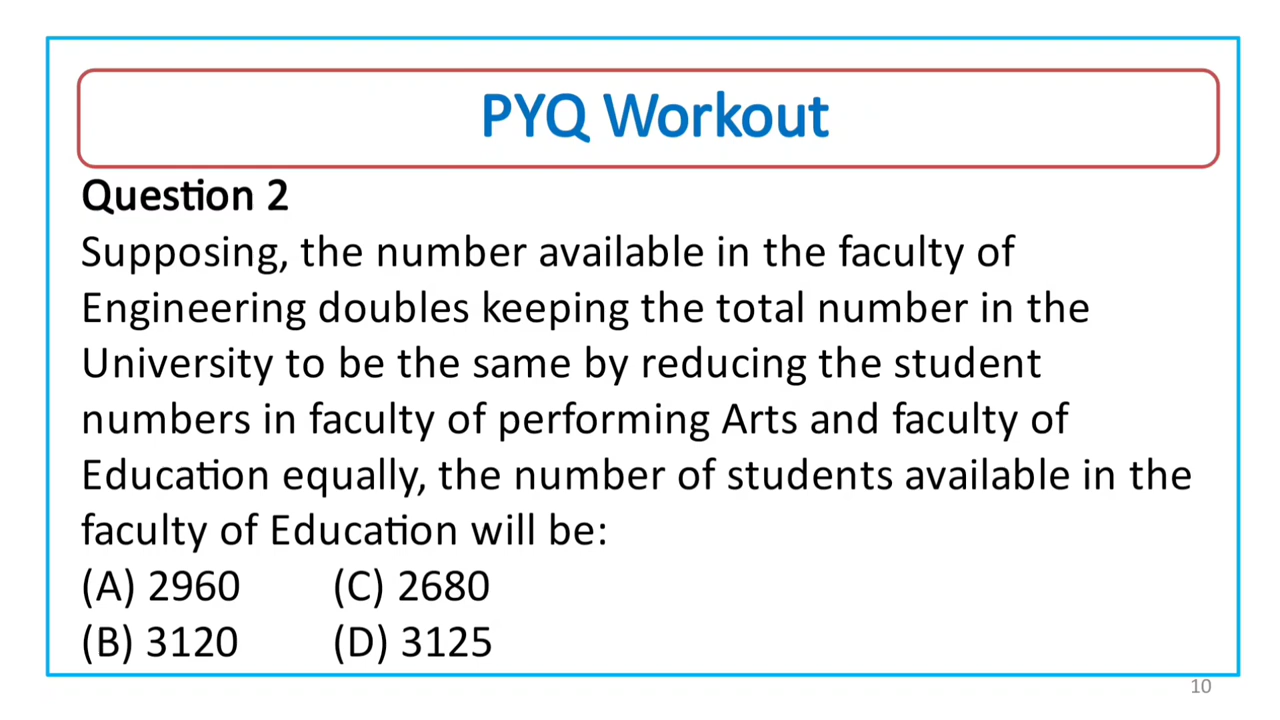 PYQ Workout
Question 2
Supposing, the number available in the faculty of
Engineering doubles keeping the total number in the
University to be the same by reducing the student
numbers in faculty of performing Arts and faculty of
Education equally, the number of students available in the
faculty of Education will be:
(A) 2960 (C) 2680
(B) 3120 (D) 3125
10